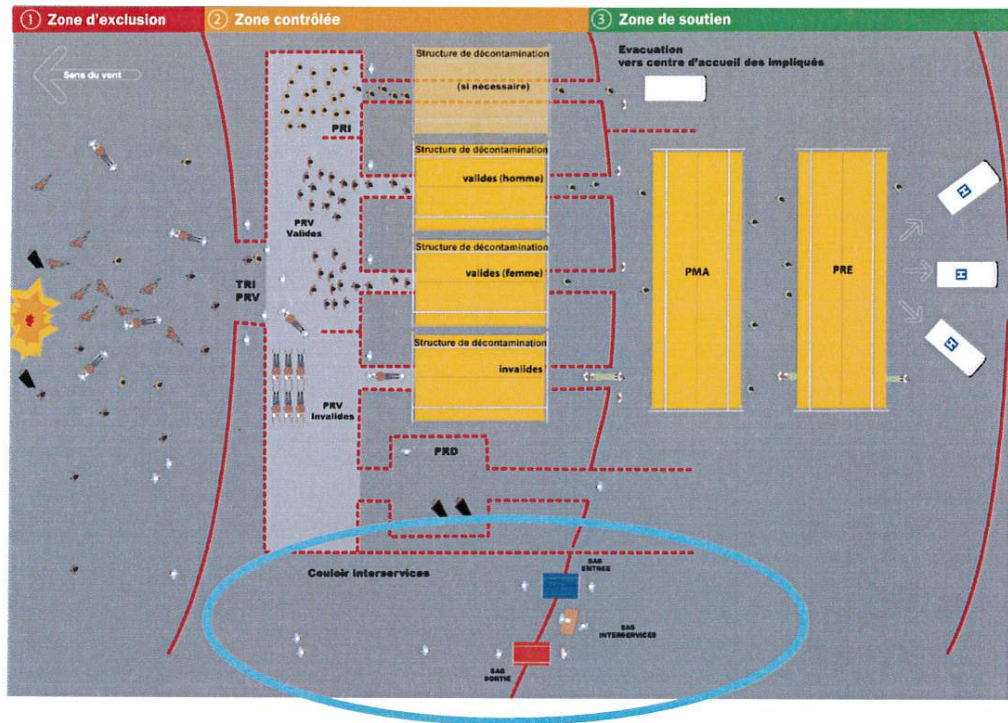 1 Zone d'exclusion
2 Zone contrôlée
3 Zone de soutien
Sens du vent
Structure de décontamination
(si nécessaire)
Evacuation
vers centre d'accueil des impliqués
PRI
Structure de décontamination
valides (homme)
PRV
Valides
Structure de décontamination
valides (femme)
TRI
PRV
PMA
PRE
H
H
H
Structure de décontamination
invalides
PRV
Invalides
PRD
Couloir interservices
SAS
ENTREE
SAS
INTERSERVICES
SAS
SORTIE